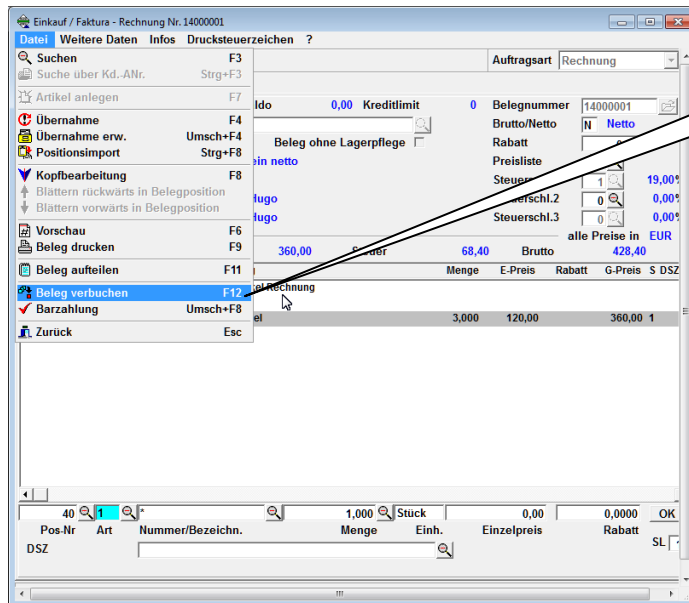 Einkauf / Faktura - Rechnung Nr. 14000001
Datei Weitere Daten Infos Drucksteuerzeichen ?
Suchen F3
Suche über Kd.-ANr. Strg+F3
Artikel anlegen F7
Übernahme F4
Übernahme erw. Umsch+F4
Positionsimport Strg+F8
Kopfbearbeitung F8
Blättern rückwärts in Belegposition
Blättern vorwärts in Belegposition
Vorschau F6
Beleg drucken F9
Beleg aufteilen F11
Beleg verbuchen F12
Barzahlung Umsch+F8
Zurück Esc
Auftragsart Rechnung
ldo 0,00 Kreditlimit 0 Belegnummer 14000001
Brutto/Netto N Netto
Beleg ohne Lagerpflege Rabatt
ein netto Preisliste
1 19,00%
Hugo Steuerschl.2 0 0,00%
Hugo Steuerschl.3 0 0,00%
alle Preise in EUR
360,00 68,40 Brutto 428,40
Menge E-Preis Rabatt G-Preis S DSZ
Rechnung
el 3,000 120,00 360,00 1
40 1 * 1,000 Stück 0,00 0,0000 OK
Pos-Nr Art Nummer/Bezeichn. Menge Einh. Einzelpreis Rabatt
DSZ SL